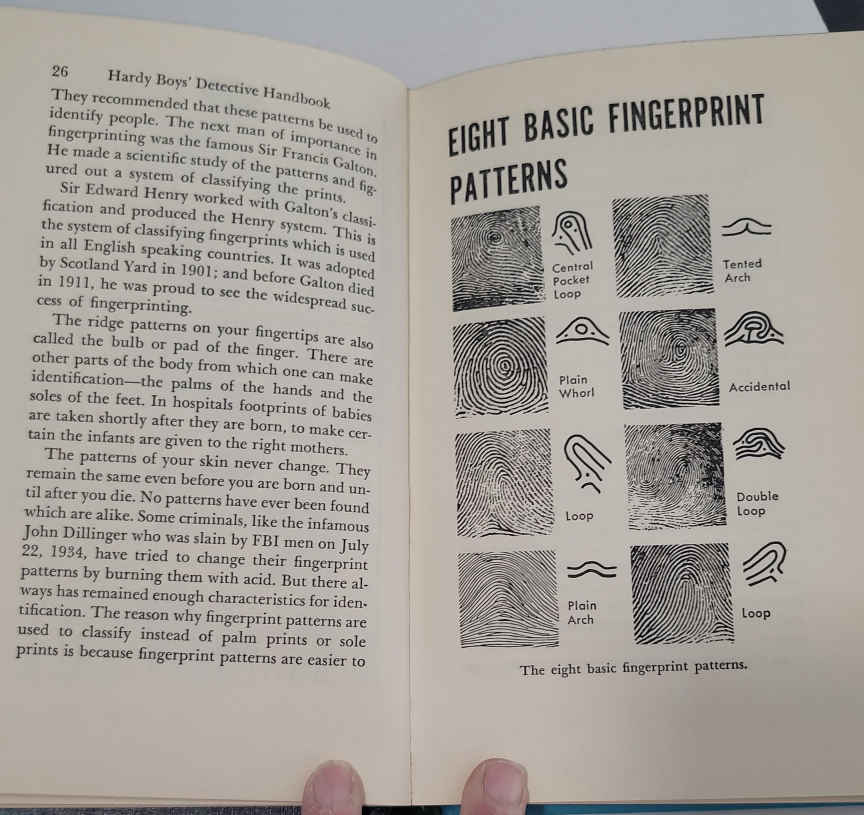 26 Hardy Boys' Detective Handbook
They recommended that these patterns be used to
identify people. The next man of importance in
fingerprinting was the famous Sir Francis Galton.
He made a scientific study of the patterns and fig-
ured out a system of classifying the prints.
Sir Edward Henry worked with Galton's classi-
fication and produced the Henry system. This is
the system of classifying fingerprints which is used
in all English speaking countries. It was adopted
by Scotland Yard in 1901; and before Galton died
in 1911, he was proud to see the widespread suc-
cess of fingerprinting.
The ridge patterns on your fingertips are also
called the bulb or pad of the finger. There are
other parts of the body from which one can make
identification—the palms of the hands and the
soles of the feet. In hospitals footprints of babies
are taken shortly after they are born, to make cer-
tain the infants are given to the right mothers.
The patterns of your skin never change. They
remain the same even before you are born and un-
til after you die. No patterns have ever been found
which are alike. Some criminals, like the infamous
John Dillinger who was slain by FBI men on July
22, 1934, have tried to change their fingerprint
patterns by burning them with acid. But there al-
ways has remained enough characteristics for iden-
tification. The reason why fingerprint patterns are
used to classify instead of palm prints or sole
prints is because fingerprint patterns are easier to
EIGHT BASIC FINGERPRINT
PATTERNS
Central
Pocket
Loop
Tented
Arch
Plain
Whorl
Accidental
Loop
Double
Loop
Plain
Arch
Loop
The eight basic fingerprint patterns.